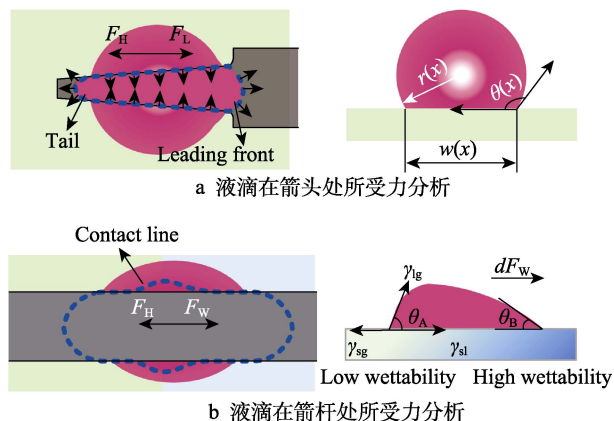 F_H F_L
Tail
Leading front
r(x)
θ(x)
w(x)
a 液滴在箭头处所受力分析
Contact line
F_H F_W
γ_lg
dF_W
θ_A
θ_B
γ_sg
γ_sl
Low wettability High wettability
b 液滴在箭杆处所受力分析